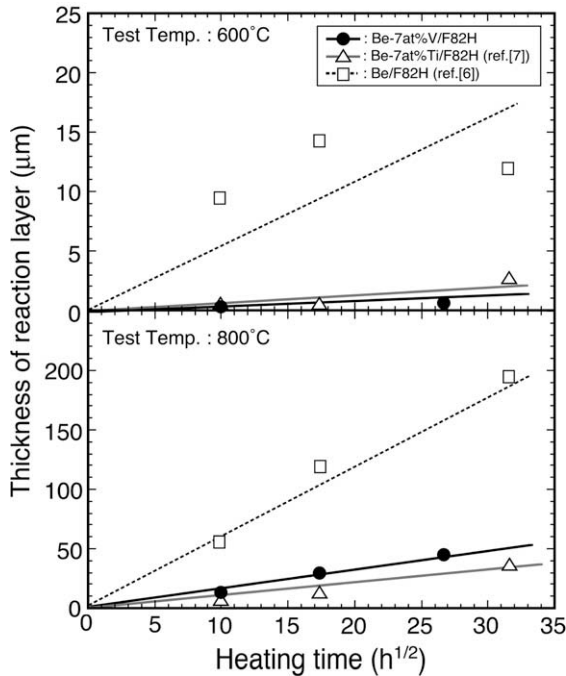 Test Temp. : 600˚C
: Be-7at%V/F82H
: Be-7at%Ti/F82H (ref.[7])
: Be/F82H (ref.[6])
25
20
15
10
5
0
Thickness of reaction layer (μm)
Test Temp. : 800˚C
200
150
100
50
0
0 5 10 15 20 25 30 35
Heating time (h^1/2)